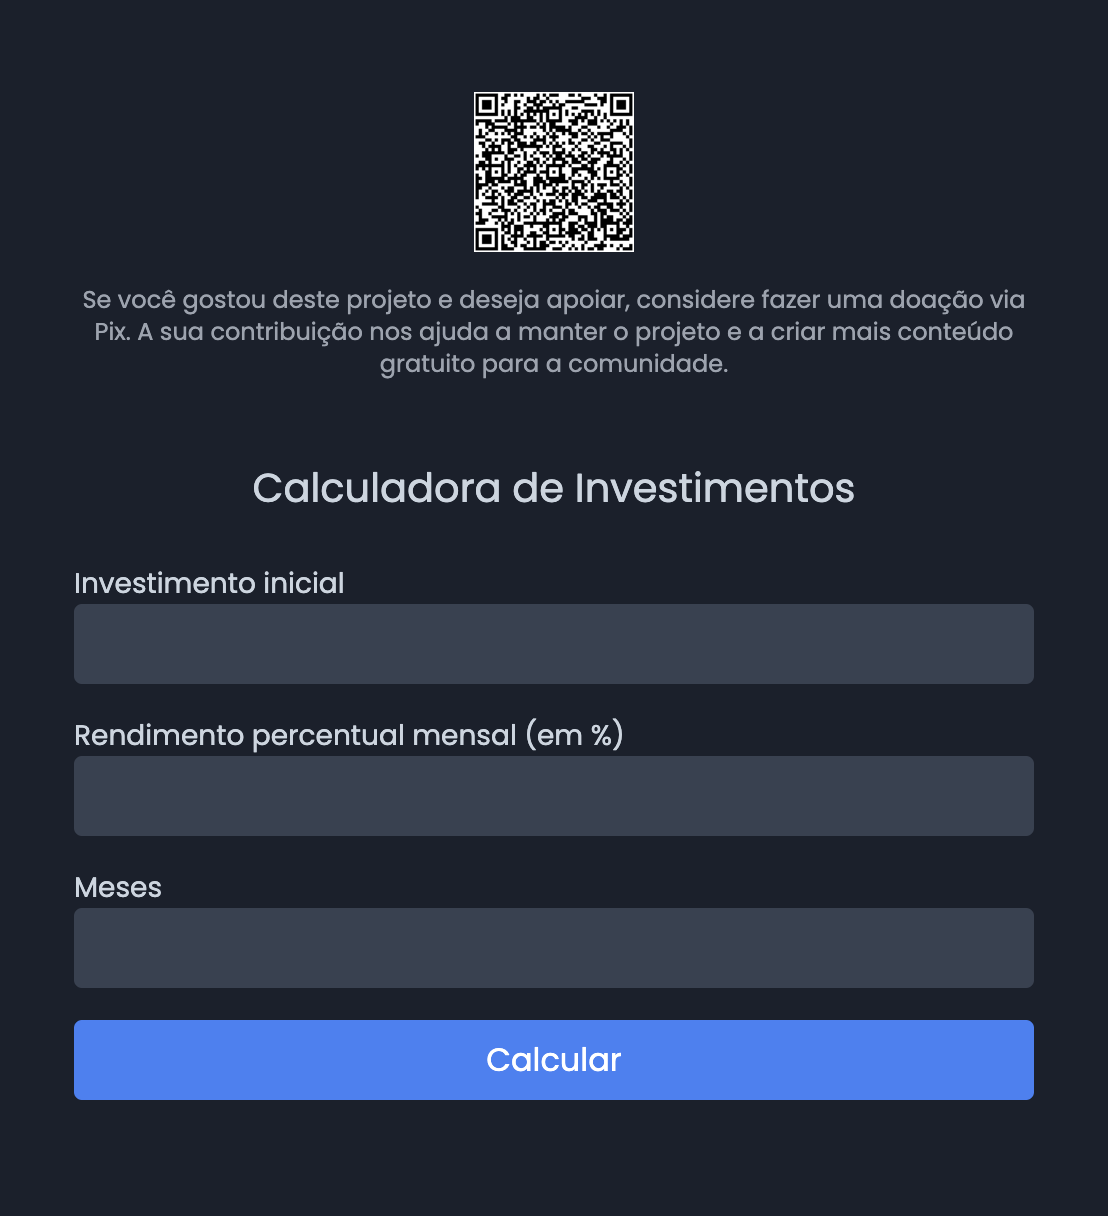 Se você gostou deste projeto e deseja apoiar, considere fazer uma doação via
Pix. A sua contribuição nos ajuda a manter o projeto e a criar mais conteúdo
gratuito para a comunidade.
Calculadora de Investimentos
Investimento inicial
Rendimento percentual mensal (em %)
Meses
Calcular